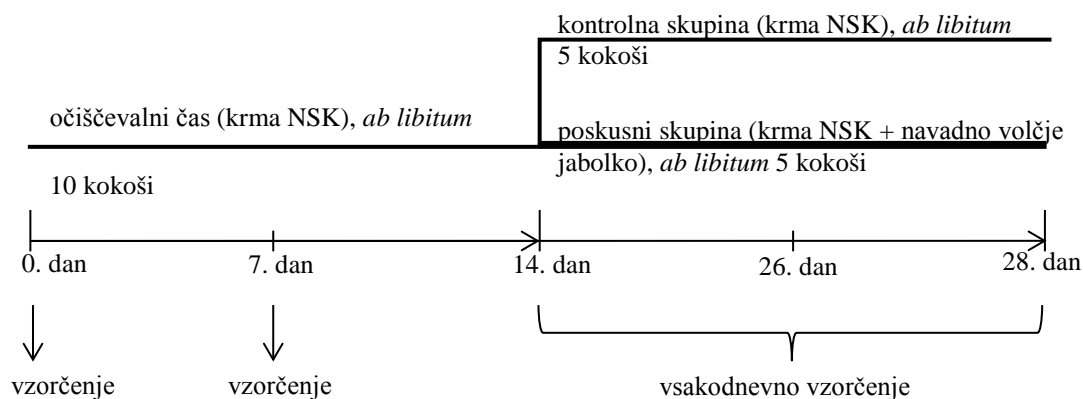 kontrolna skupina (krma NSK), ab libitum
5 kokoši
očiščevalni čas (krma NSK), ab libitum
poskusni skupina (krma NSK + navadno volčje
jabolko), ab libitum 5 kokoši
10 kokoši
0. dan
7. dan
14. dan
26. dan
28. dan
vzorčenje
vzorčenje
vsakodnevno vzorčenje